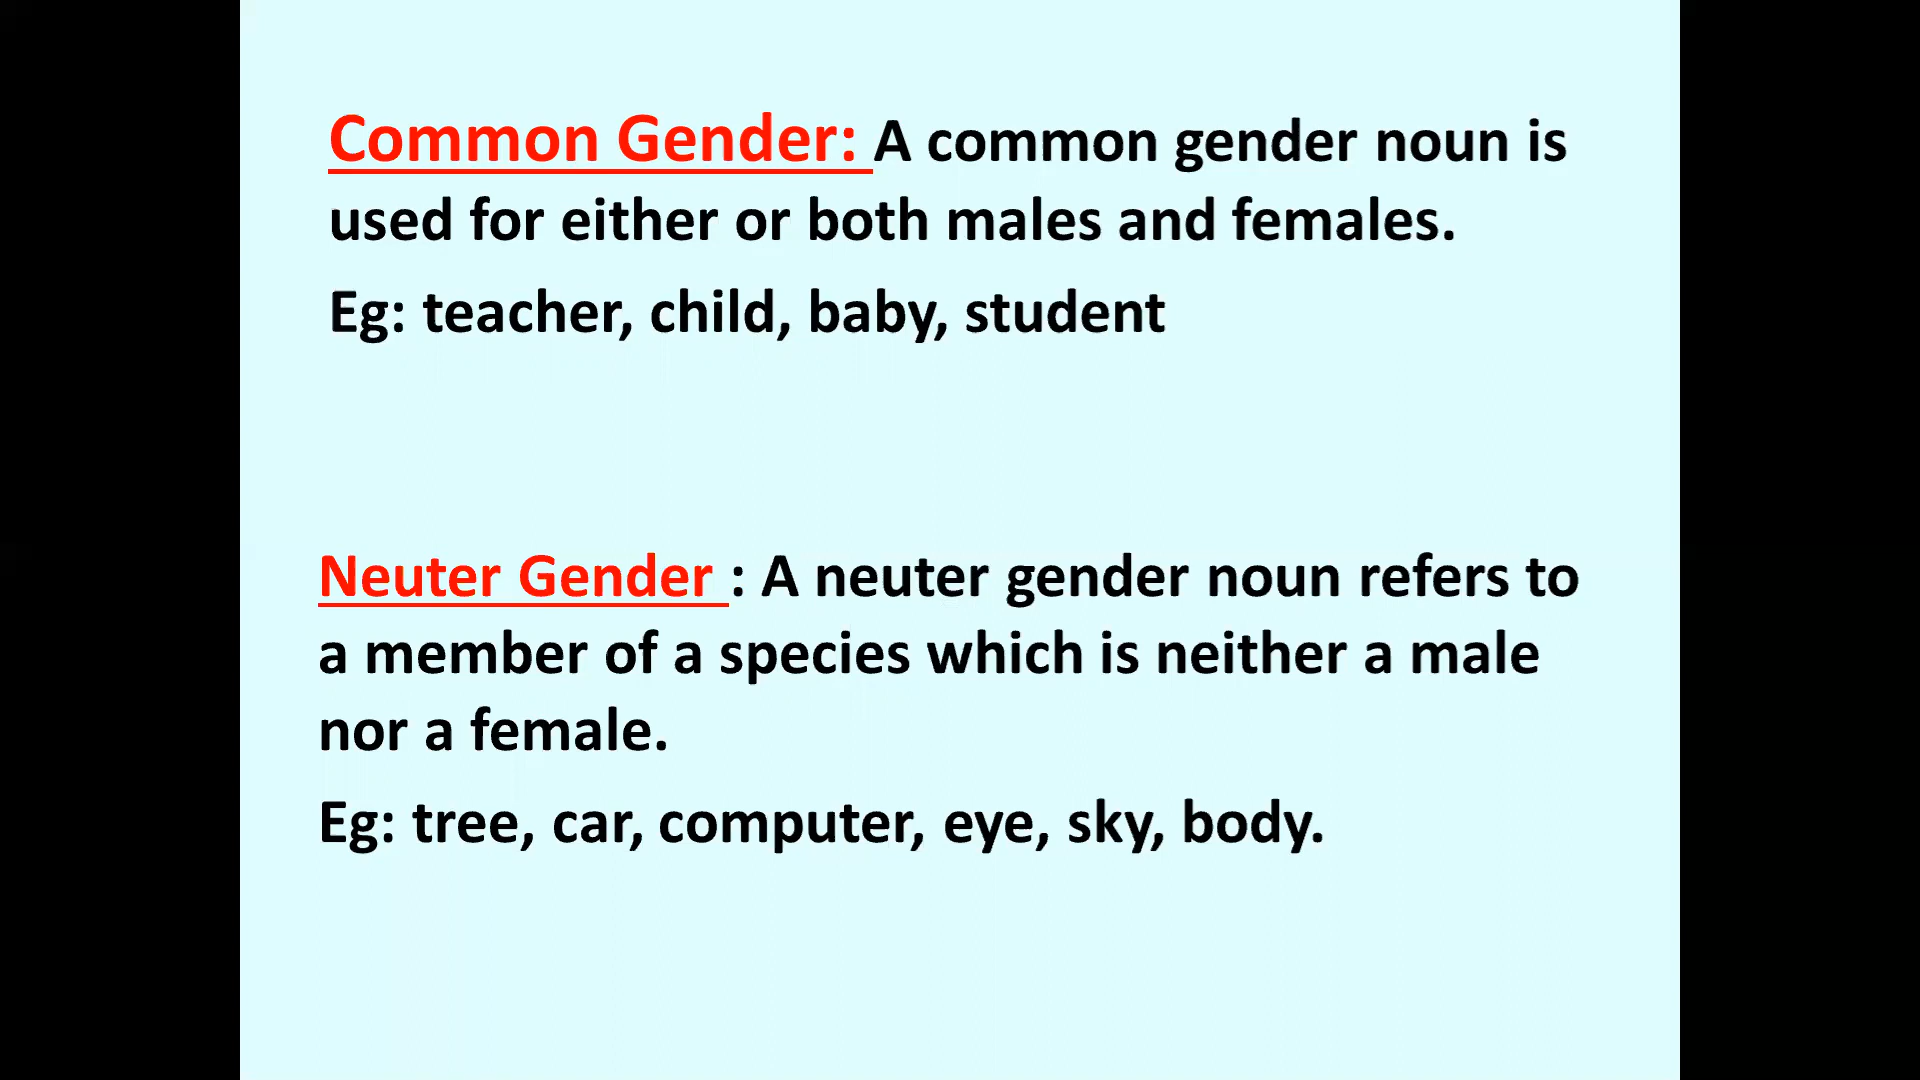 Common Gender: A common gender noun is
used for either or both males and females.
Eg: teacher, child, baby, student
Neuter Gender : A neuter gender noun refers to
a member of a species which is neither a male
nor a female.
Eg: tree, car, computer, eye, sky, body.